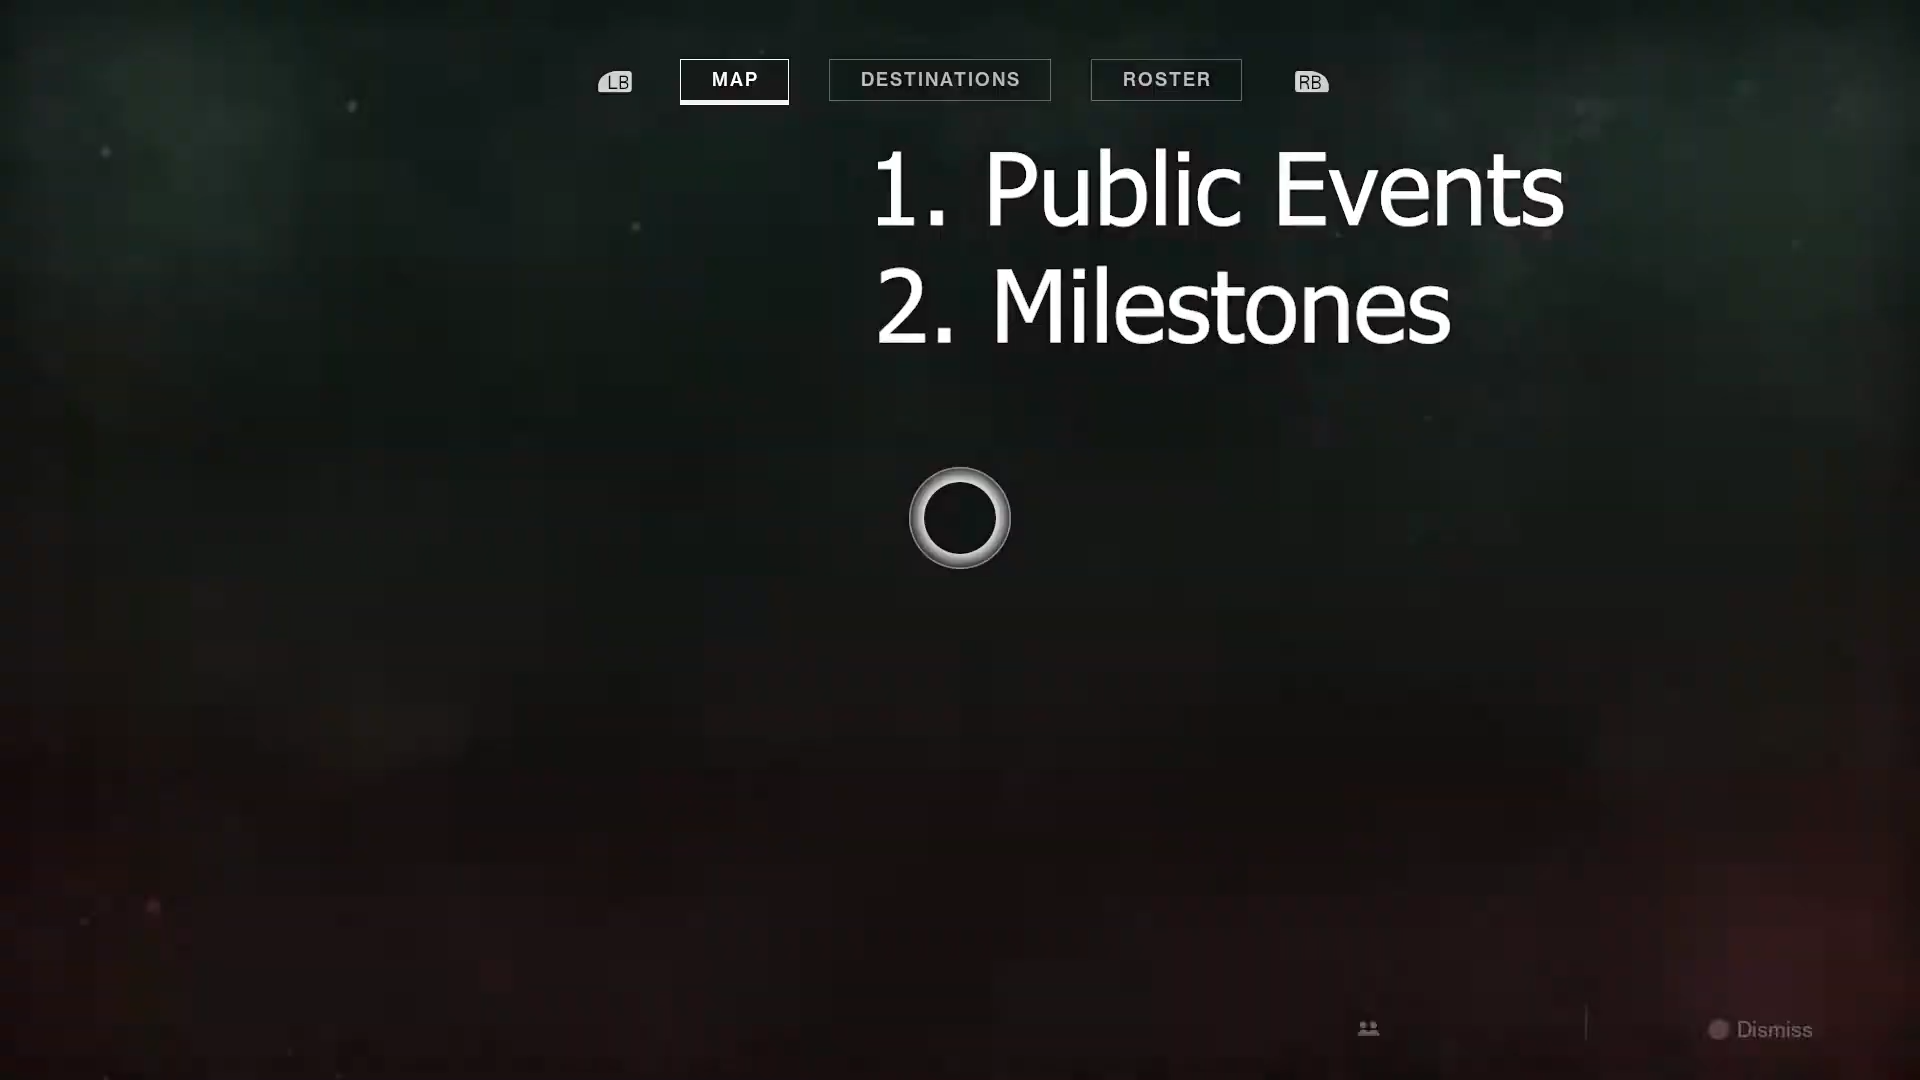 LB MAP DESTINATIONS ROSTER RB
1. Public Events
2. Milestones
Dismiss